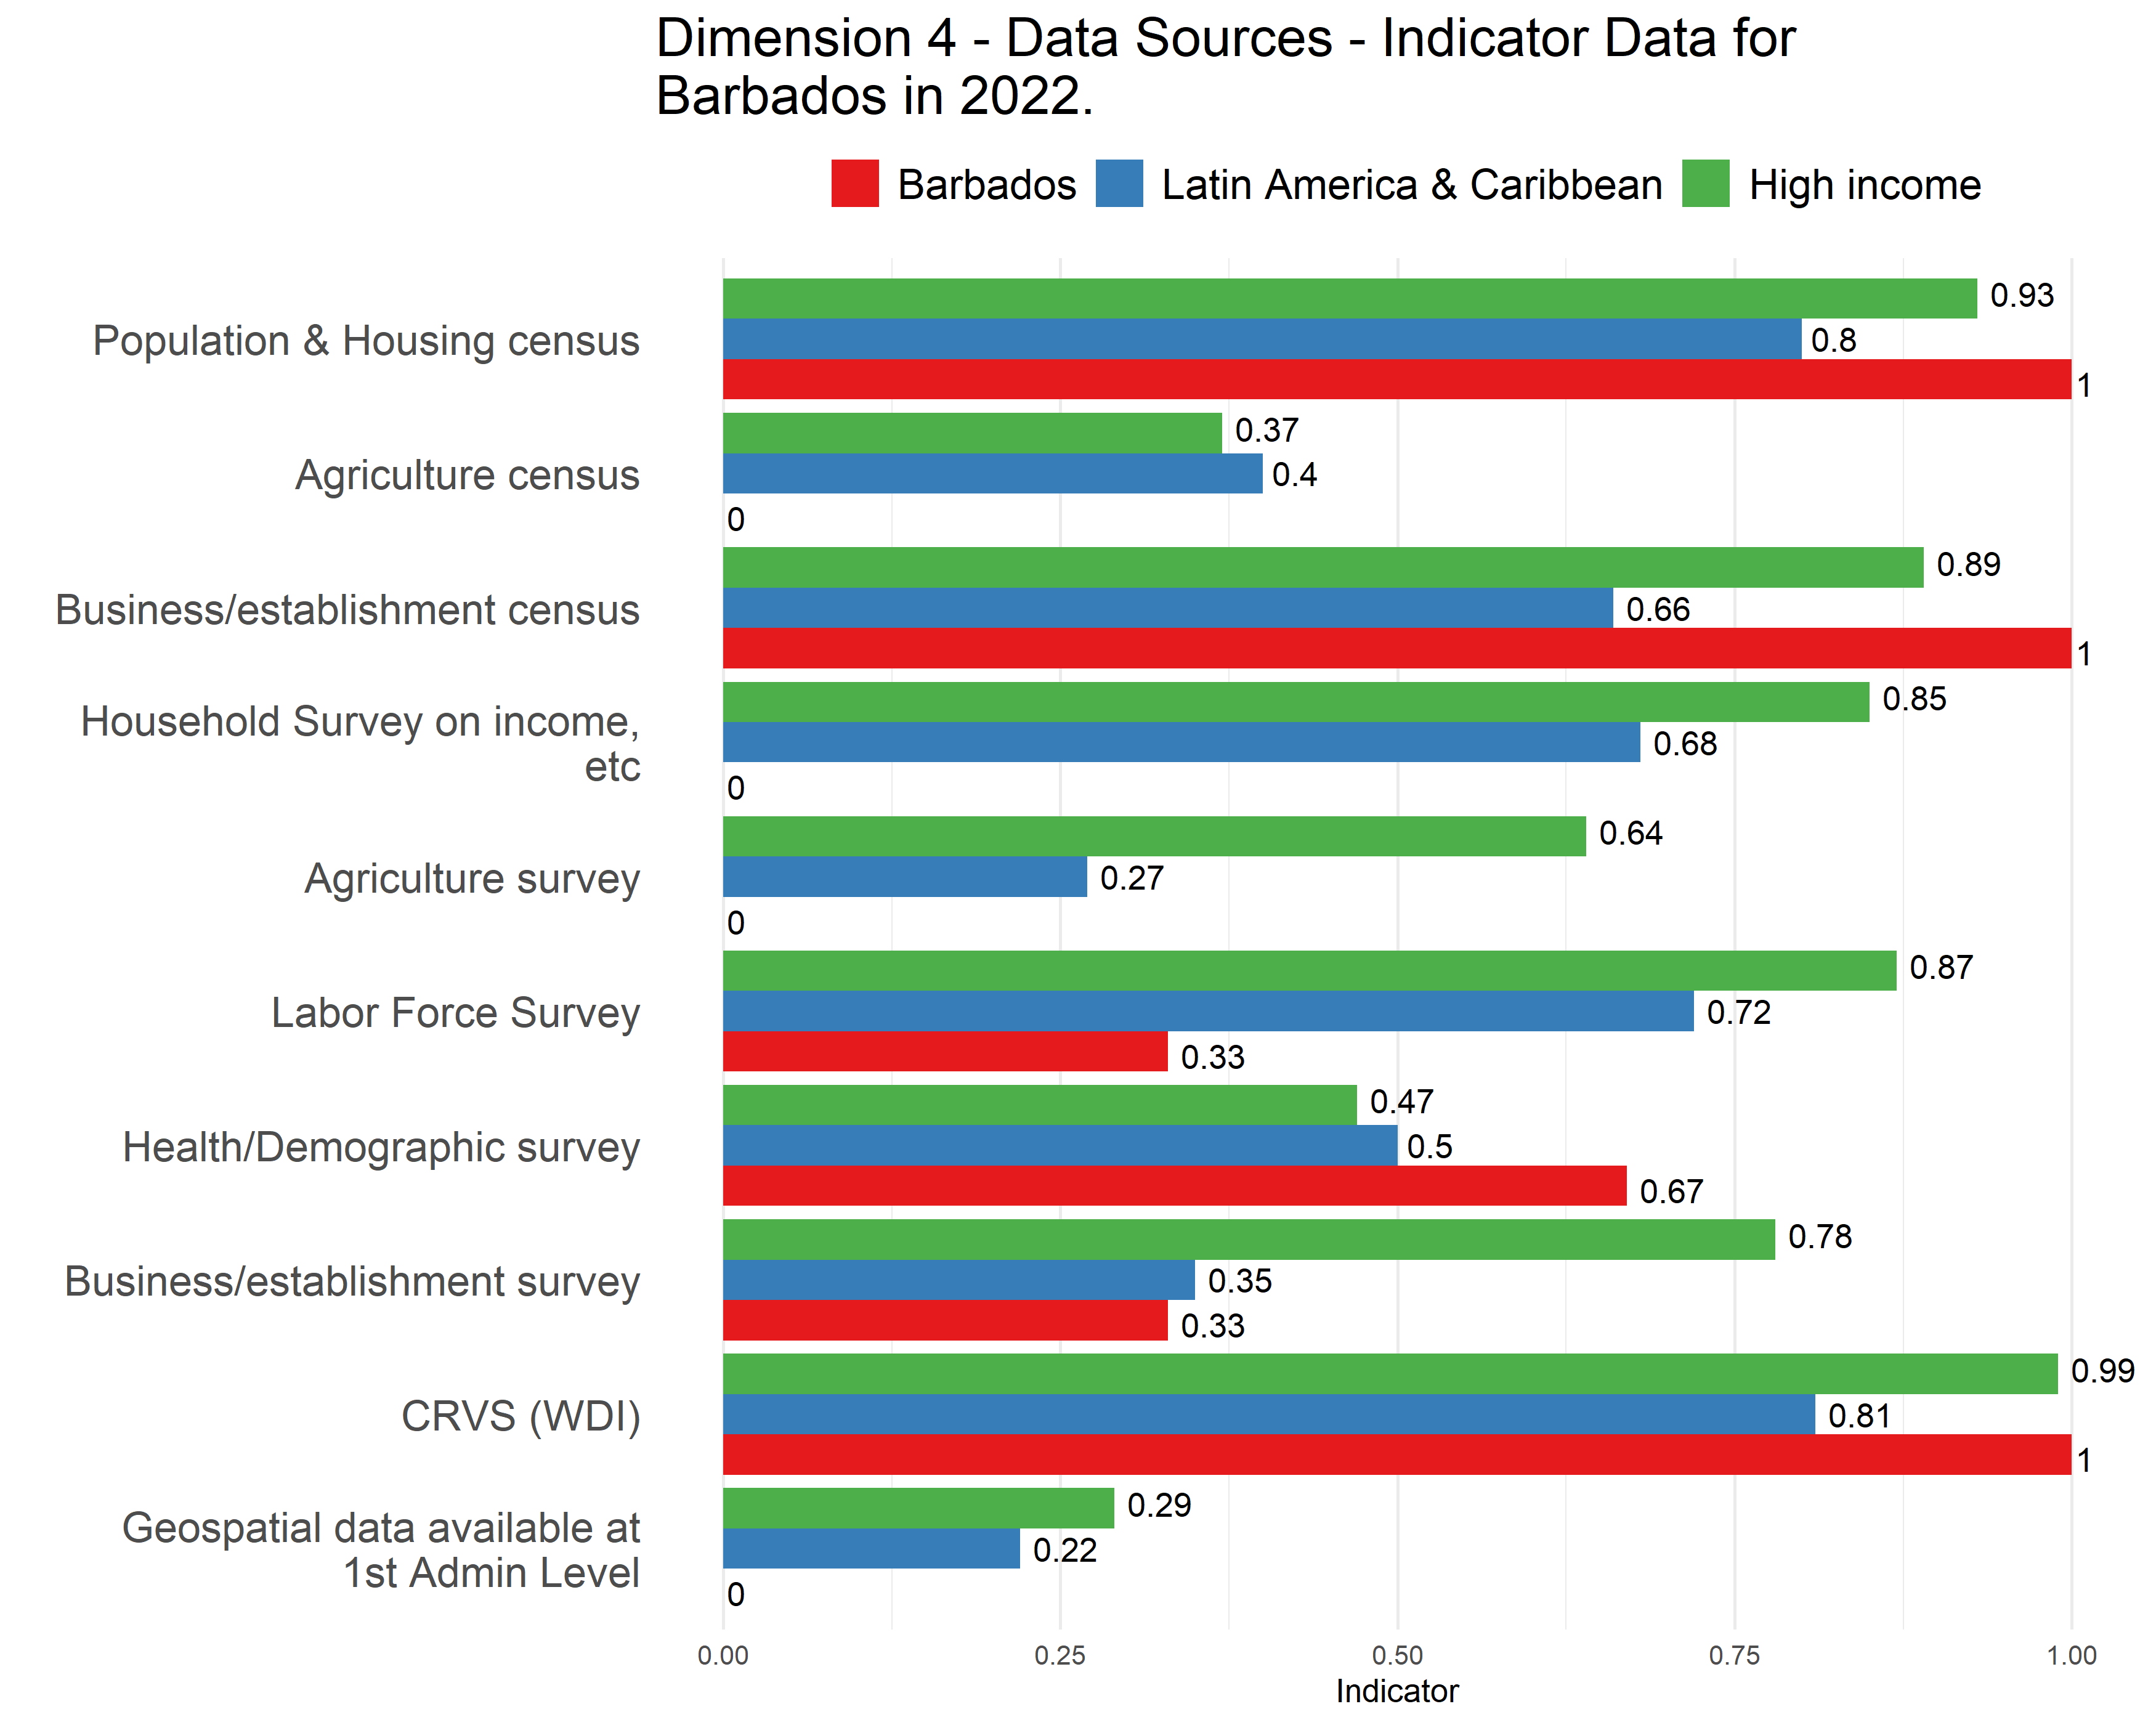 Dimension 4 - Data Sources - Indicator Data for
Barbados in 2022.
Barbados Latin America & Caribbean High income
Population & Housing census
0.93
0.8
1
Agriculture census
0.37
0.4
0
Business/establishment census
0.89
0.66
1
Household Survey on income,
etc
0.85
0.68
0
Agriculture survey
0.64
0.27
0
Labor Force Survey
0.87
0.72
0.33
Health/Demographic survey
0.47
0.5
0.67
Business/establishment survey
0.78
0.35
0.33
CRVS (WDI)
0.99
0.81
1
Geospatial data available at
1st Admin Level
0.29
0.22
0
0.00 0.25 0.50 0.75 1.00
Indicator